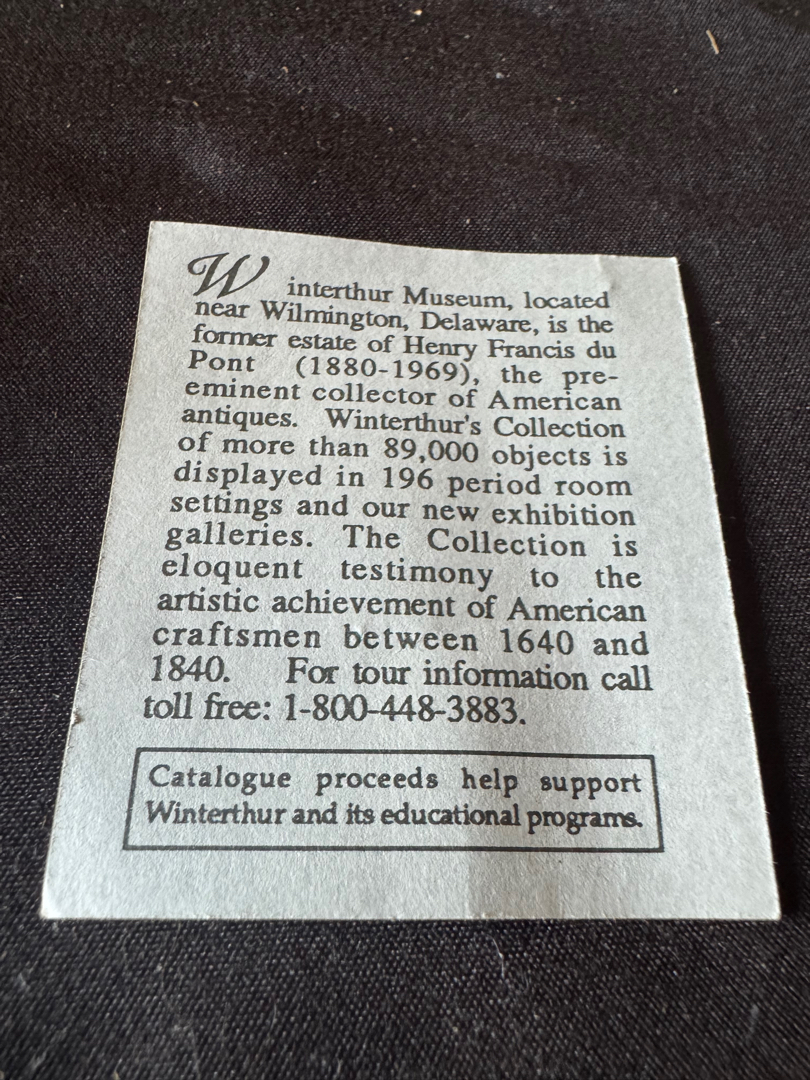 Winterthur Museum, located
near Wilmington, Delaware, is the
former estate of Henry Francis du
Pont (1880-1969), the pre-
eminent collector of American
antiques. Winterthur's Collection
of more than 89,000 objects is
displayed in 196 period room
settings and our new exhibition
galleries. The Collection is
eloquent testimony to the
artistic achievement of American
craftsmen between 1640 and
1840. For tour information call
toll free: 1-800-448-3883.
Catalogue proceeds help support
Winterthur and its educational programs.